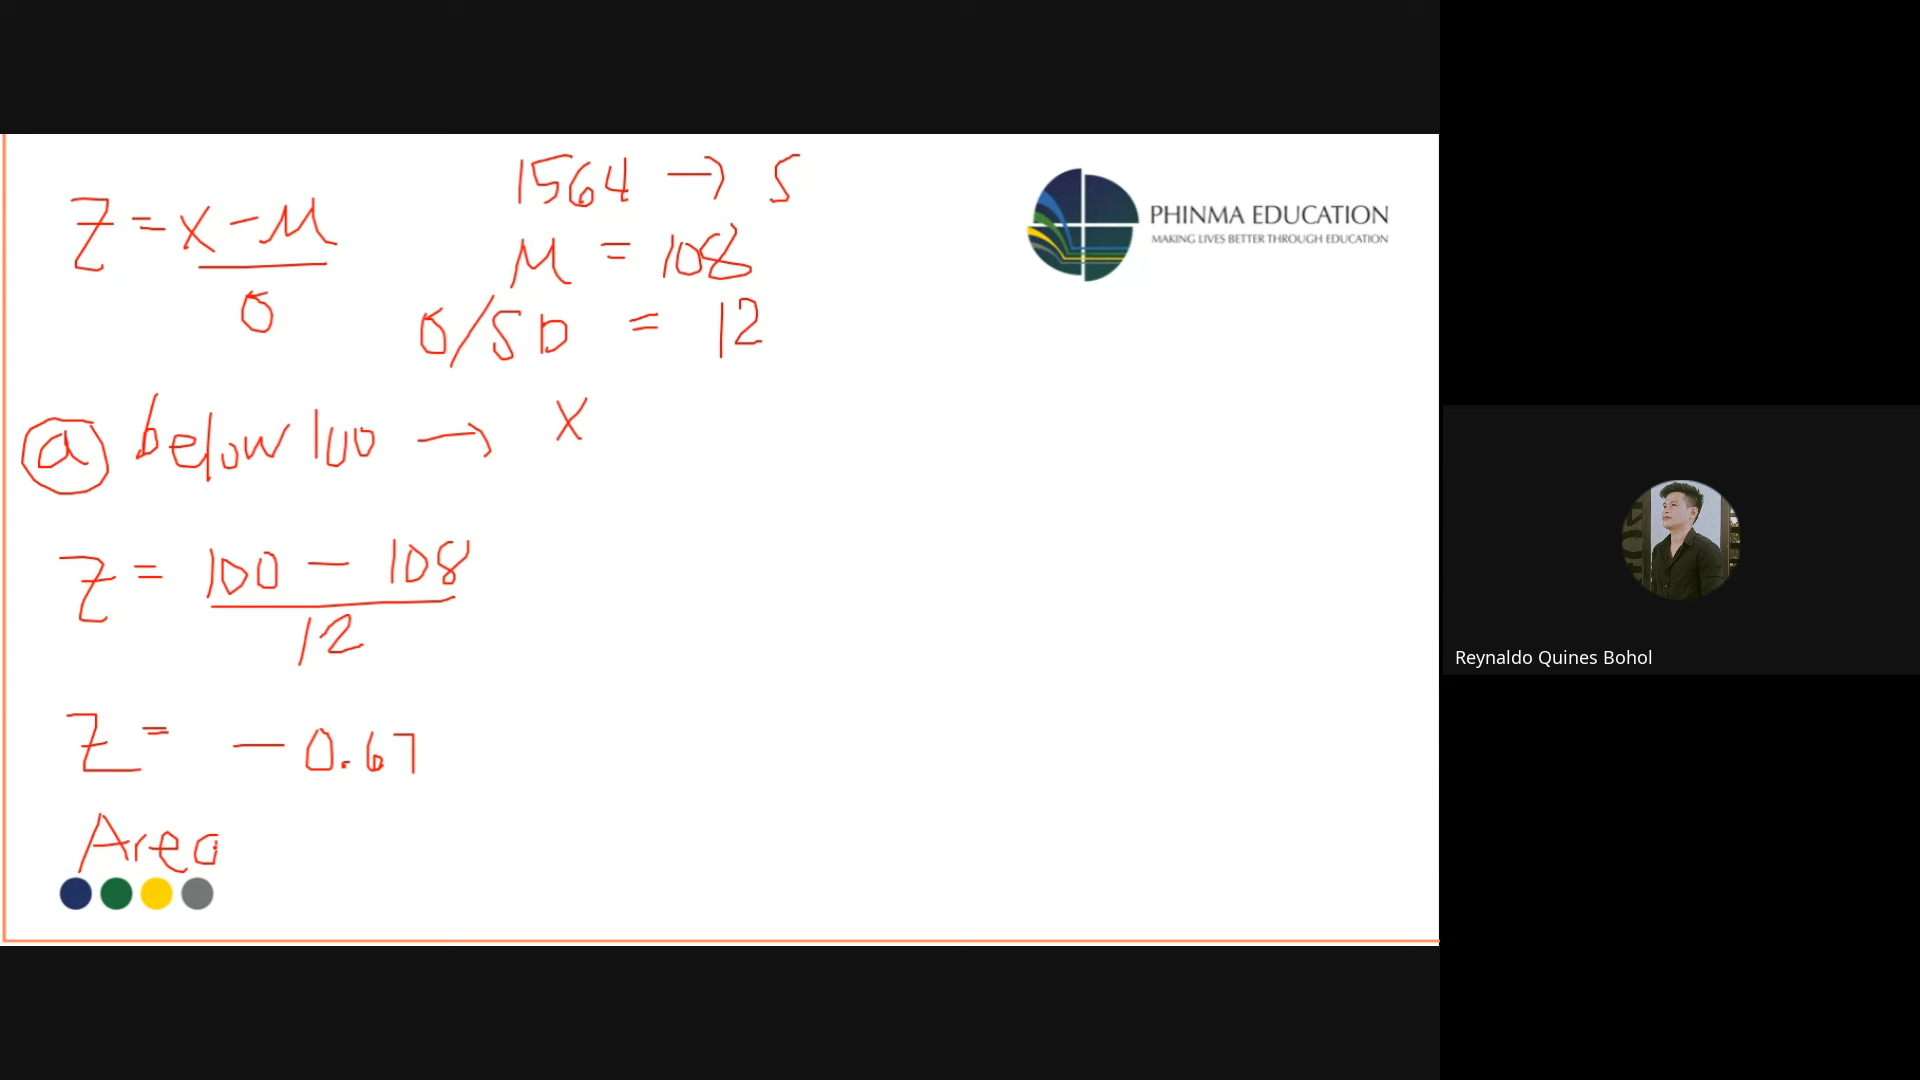 Z = x - μ
σ
1564 → S
μ = 108
σ/SD = 12
PHINMA EDUCATION
MAKING LIVES BETTER THROUGH EDUCATION
a below 100 → X
Z = 100 - 108
12
Z = - 0.67
Area
Reynaldo Quines Bohol